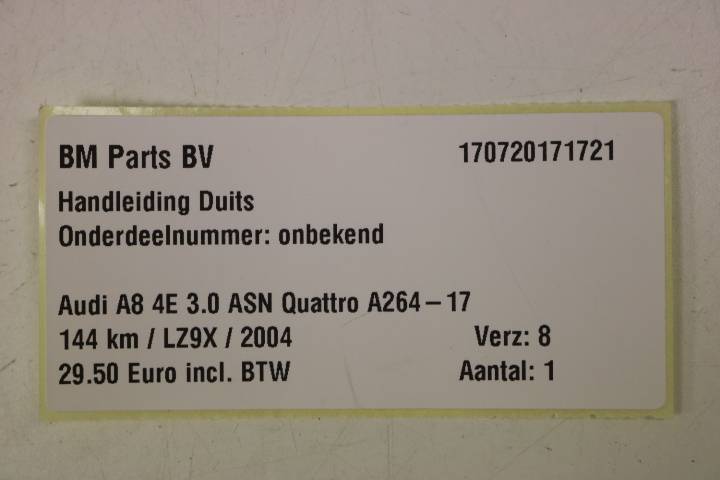 BM Parts BV 170720171721
Handleiding Duits
Onderdeelnummer: onbekend
Audi A8 4E 3.0 ASN Quattro A264-17
144 km / LZ9X / 2004 Verz: 8
29.50 Euro incl. BTW Aantal: 1